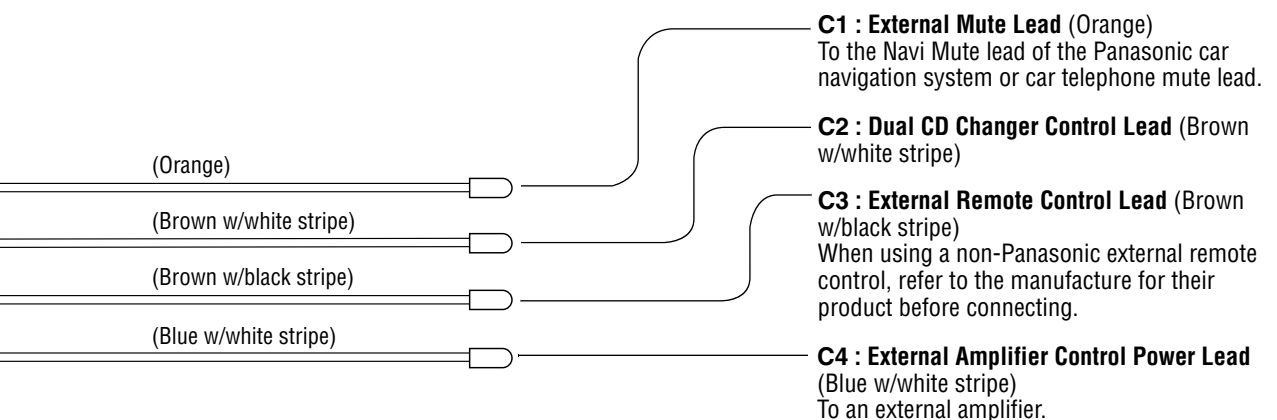 (Orange)
(Brown w/white stripe)
(Brown w/black stripe)
(Blue w/white stripe)
C1 : External Mute Lead (Orange)
To the Navi Mute lead of the Panasonic car
navigation system or car telephone mute lead.
C2 : Dual CD Changer Control Lead (Brown
w/white stripe)
C3 : External Remote Control Lead (Brown
w/black stripe)
When using a non-Panasonic external remote
control, refer to the manufacture for their
product before connecting.
C4 : External Amplifier Control Power Lead
(Blue w/white stripe)
To an external amplifier.